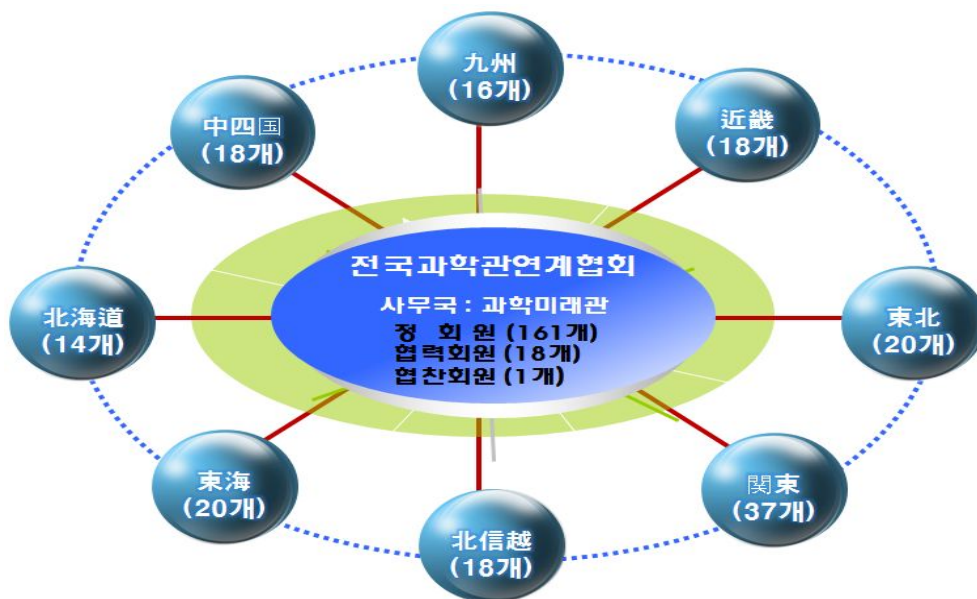 九州
(16개)
近畿
(18개)
中四国
(18개)
전국과학관연계협회
사무국 : 과학미래관
정 회 원 (161개)
협력회원 (18개)
협찬회원 (1개)
北海道
(14개)
東北
(20개)
東海
(20개)
関東
(37개)
北信越
(18개)